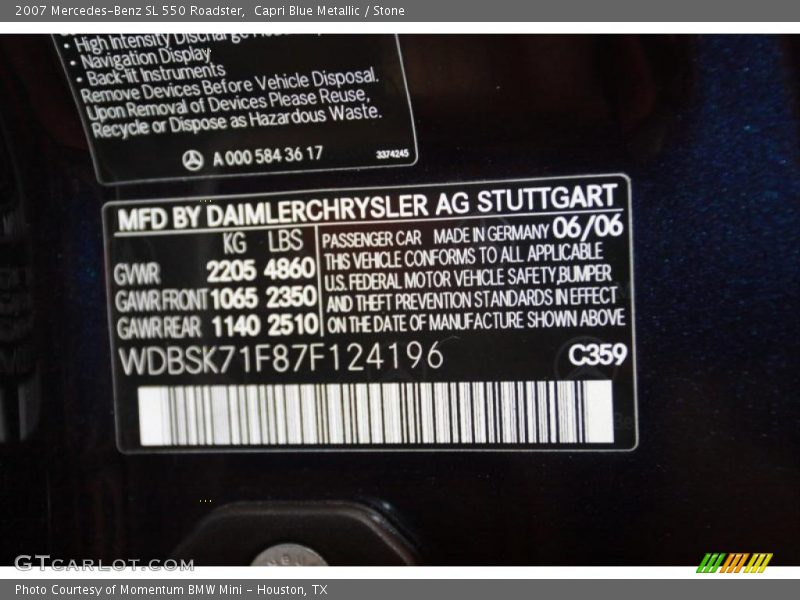 2007 Mercedes-Benz SL 550 Roadster,  Capri Blue Metallic / Stone
• High Intensity Discharge
• Navigation Display
• Back-lit Instruments
Remove Devices Before Vehicle Disposal.
Upon Removal of Devices Please Reuse,
Recycle or Dispose as Hazardous Waste.
A 000 584 36 17 3374245
MFD BY DAIMLERCHRYSLER AG STUTTGART
KG LBS PASSENGER CAR MADE IN GERMANY 06/06
THIS VEHICLE CONFORMS TO ALL APPLICABLE
GVWR 2205 4860 U.S. FEDERAL MOTOR VEHICLE SAFETY,BUMPER
GAWR FRONT 1065 2350 AND THEFT PREVENTION STANDARDS IN EFFECT
GAWR REAR 1140 2510 ON THE DATE OF MANUFACTURE SHOWN ABOVE
WDBSK71F87F124196 C359
GTCARLOT.COM
Photo Courtesy of Momentum BMW Mini - Houston, TX